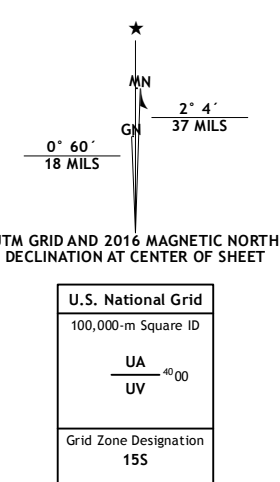 ★
MN
2° 4´
37 MILS
GN
0° 60´
18 MILS
UTM GRID AND 2016 MAGNETIC NORTH
DECLINATION AT CENTER OF SHEET
U.S. National Grid
100,000-m Square ID
UA
4000
UV
Grid Zone Designation
15S